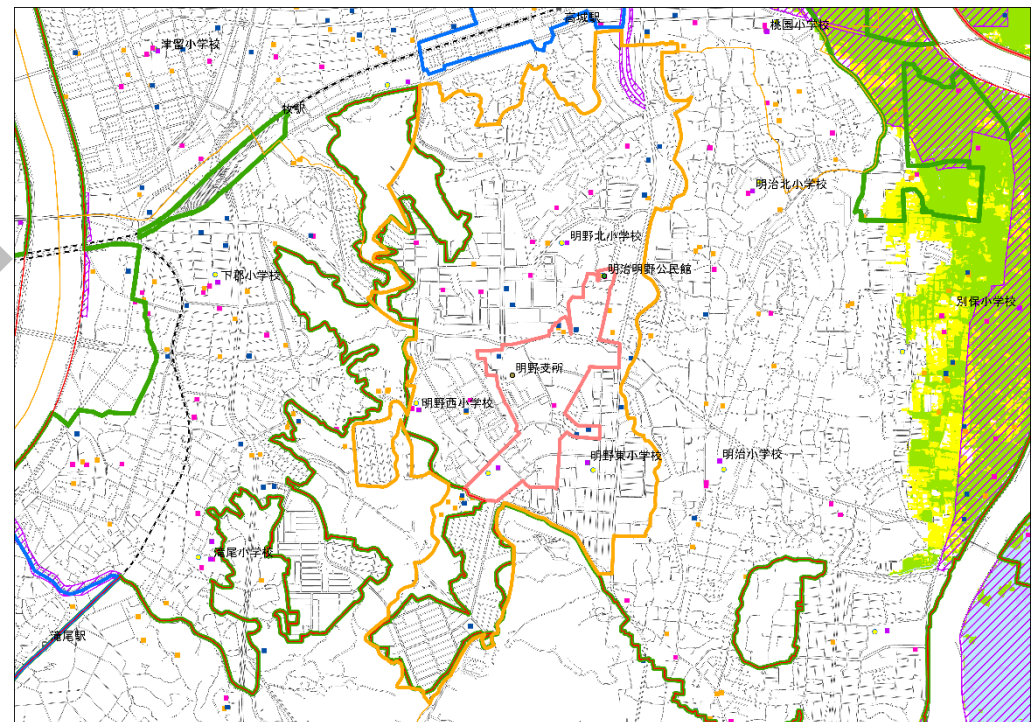 宮城駅
桃園小学校
津留小学校
牧駅
明治北小学校
明野北小学校
明治明野公民館
下郡小学校
別保小学校
明野支所
明野西小学校
明野東小学校
明治小学校
滝尾小学校
滝尾駅